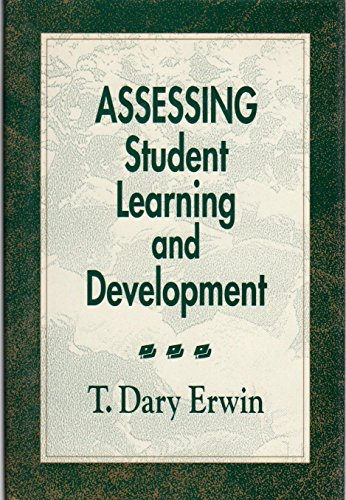 ASSESSING
Student
Learning
and
Development
T. Dary Erwin